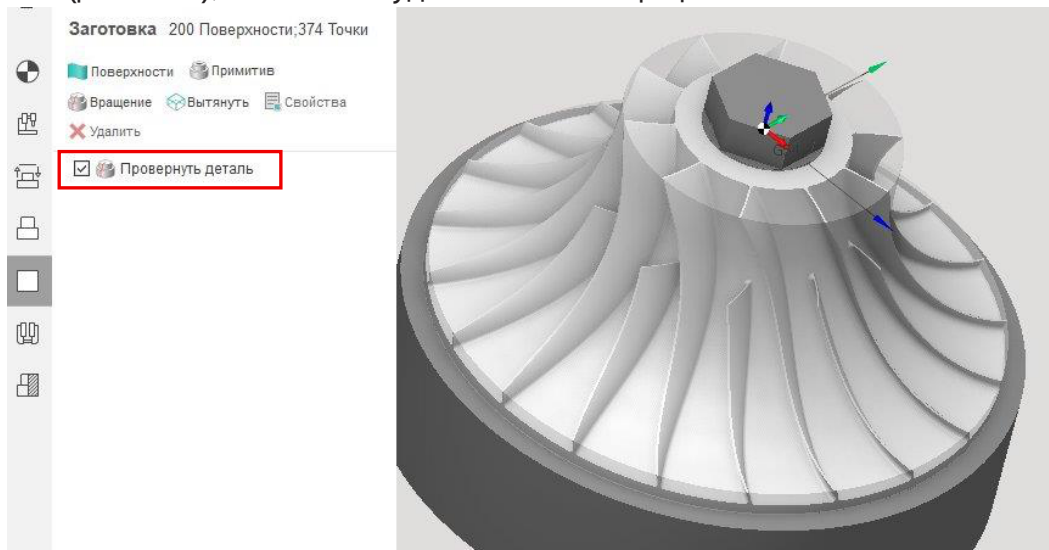 Заготовка 200 Поверхности;374 Точки
Поверхности Примитив
Вращение Вытянуть Свойства
Удалить
Провернуть деталь